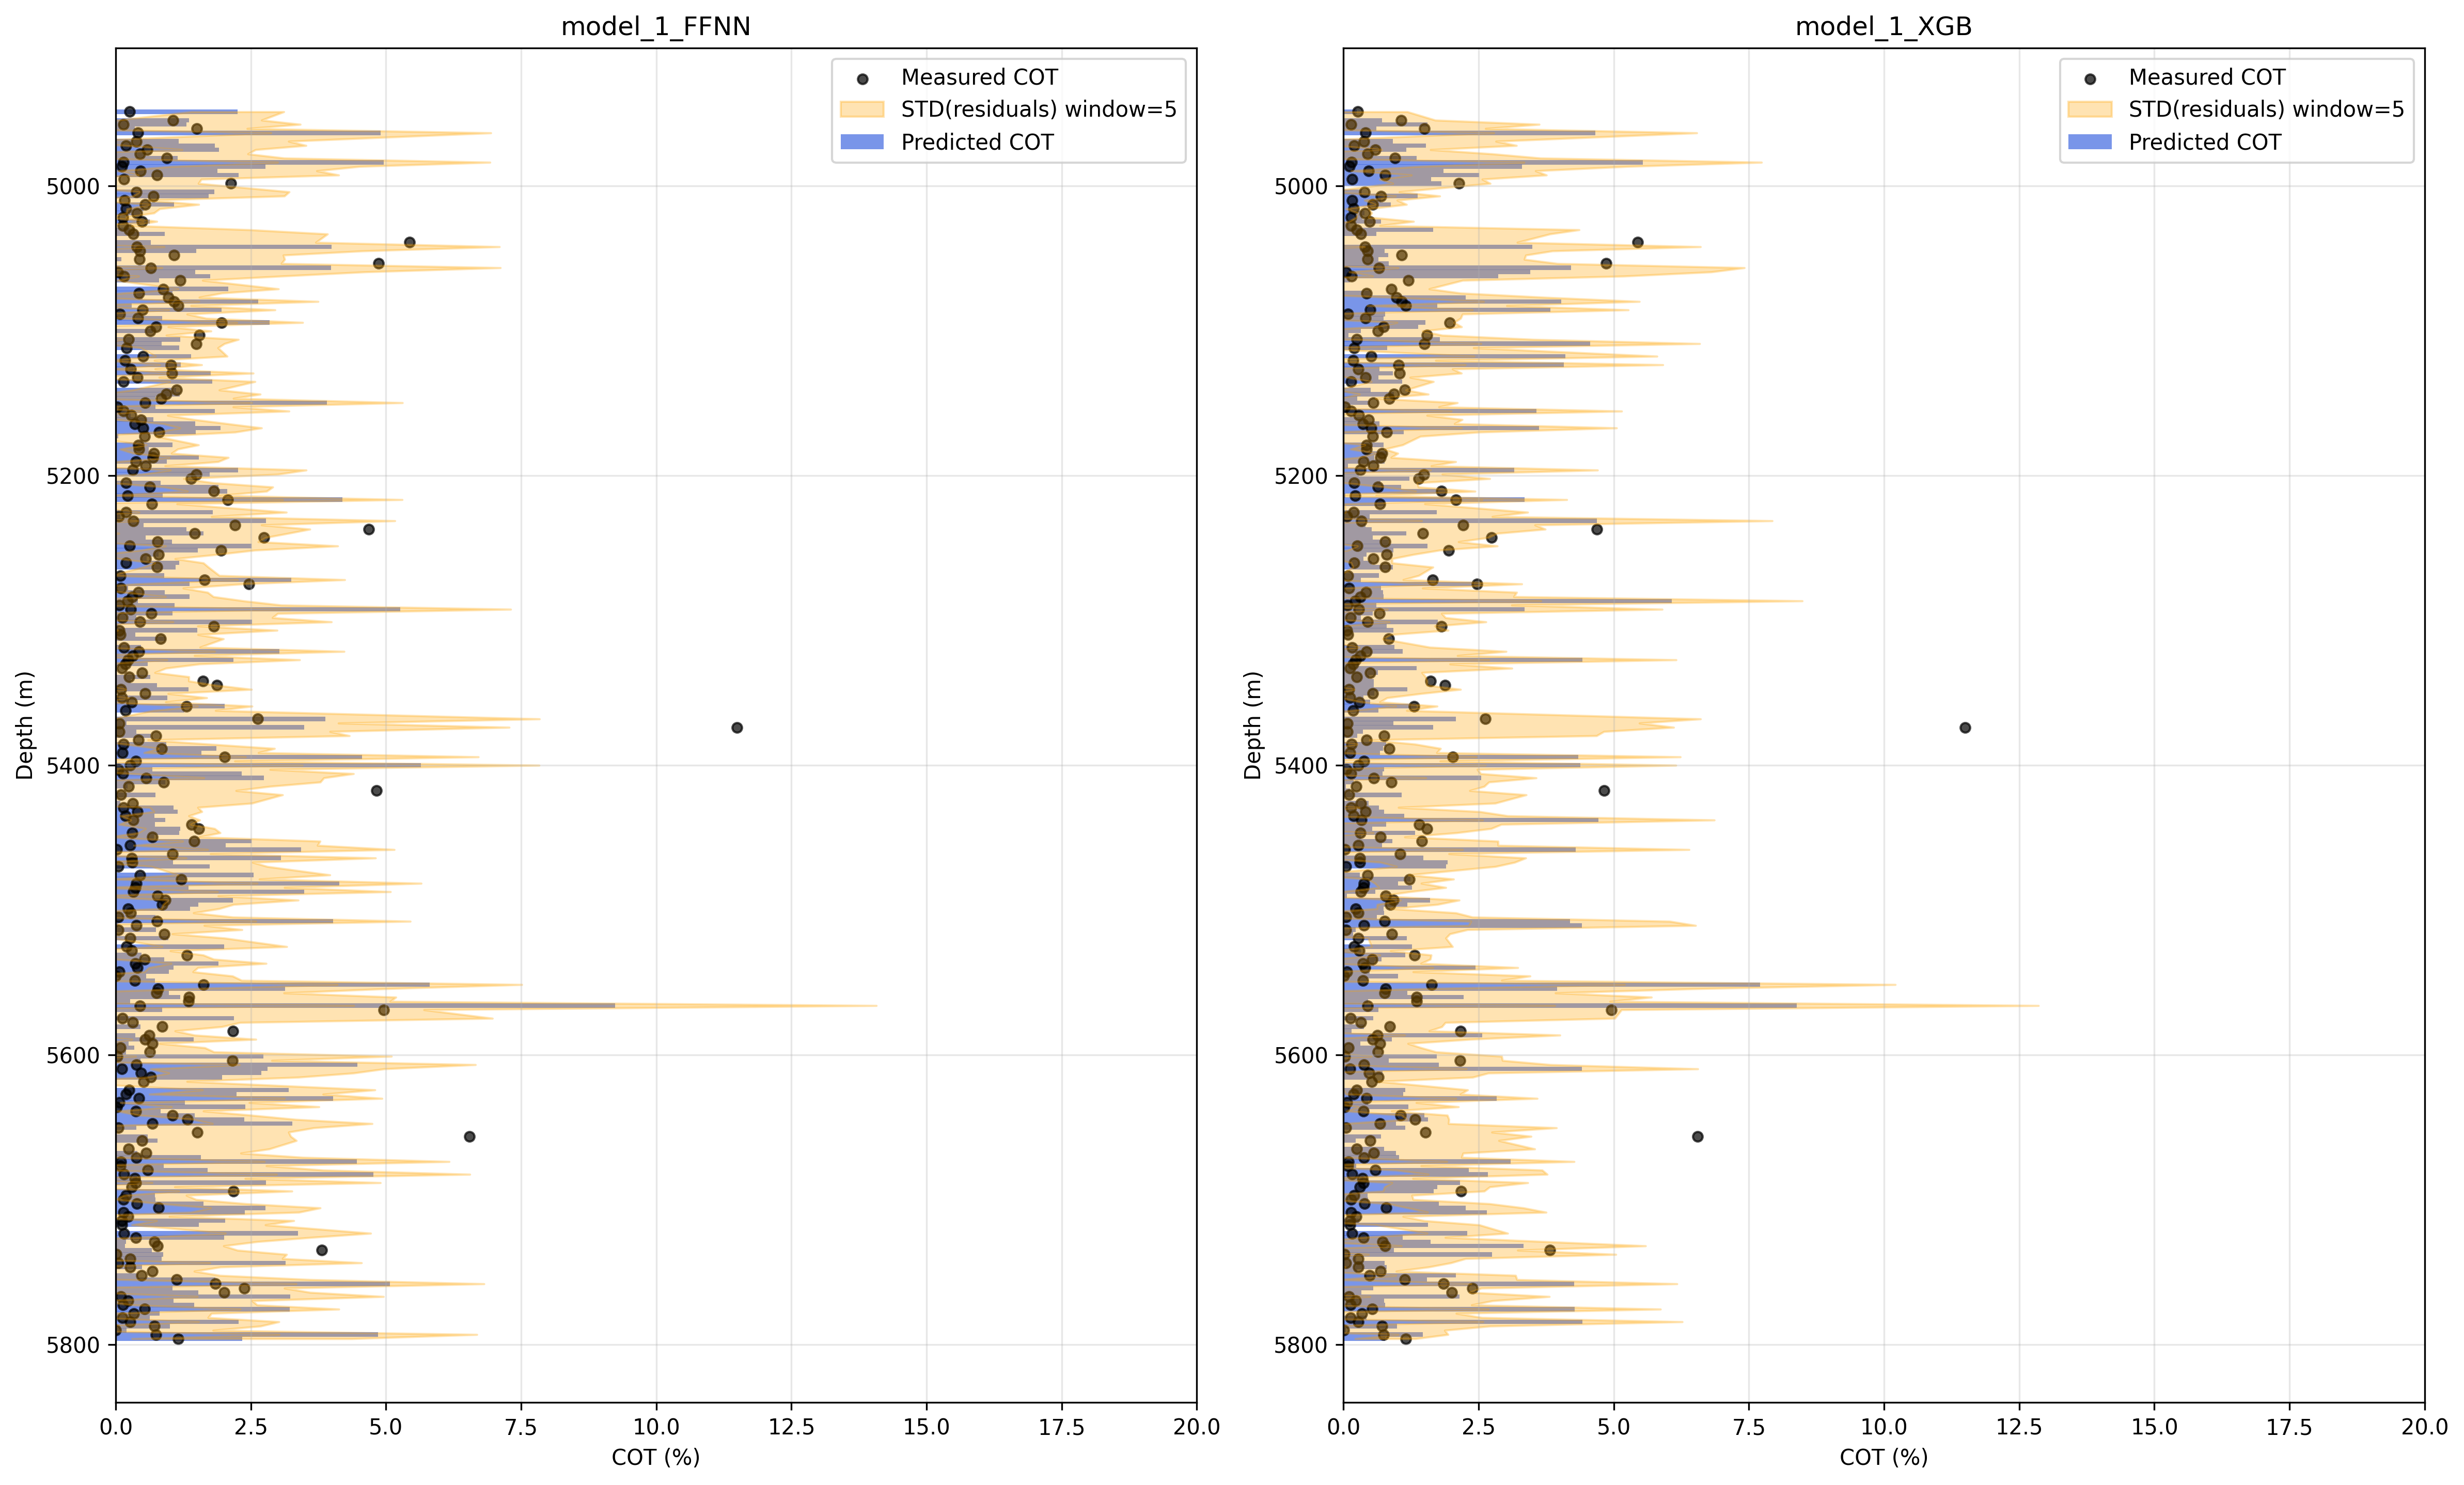 model_1_FFNN
Measured COT
STD(residuals) window=5
Predicted COT
5000
5200
5400
5600
5800
Depth (m)
0.0 2.5 5.0 7.5 10.0 12.5 15.0 17.5 20.0
COT (%)
model_1_XGB
Measured COT
STD(residuals) window=5
Predicted COT
5000
5200
5400
5600
5800
Depth (m)
0.0 2.5 5.0 7.5 10.0 12.5 15.0 17.5 20.0
COT (%)